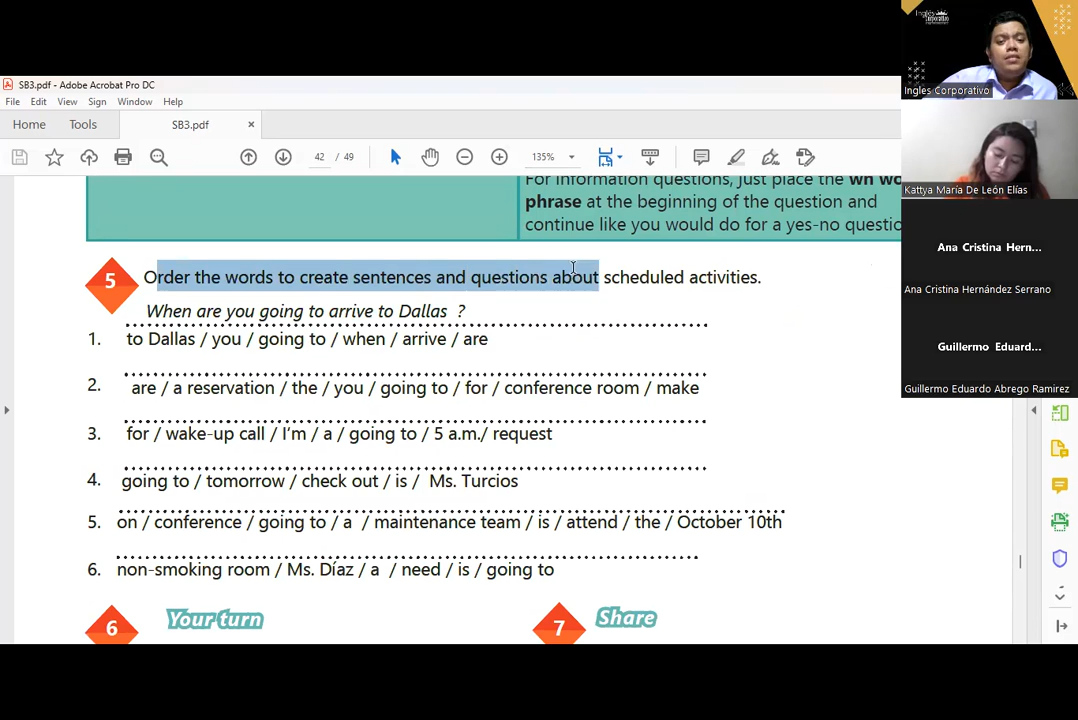 SB3.pdf - Adobe Acrobat Pro DC
File Edit View Sign Window Help
Home Tools SB3.pdf ×
42 / 49 135%
For information questions, just place the wh wo
phrase at the beginning of the question and
continue like you would do for a yes-no questio
5 Order the words to create sentences and questions about scheduled activities.
When are you going to arrive to Dallas ?
1. to Dallas / you / going to / when / arrive / are
2. are / a reservation / the / you / going to / for / conference room / make
3. for / wake-up call / I'm / a / going to / 5 a.m./ request
4. going to / tomorrow / check out / is / Ms. Turcios
5. on / conference / going to / a / maintenance team / is / attend / the / October 10th
6. non-smoking room / Ms. Díaz / a / need / is / going to
6 Your turn
7 Share
Inglés
Corporativo
Ingles Corporativo
Kattya María De León Elías
Ana Cristina Hern...
Ana Cristina Hernández Serrano
Guillermo Eduard...
Guillermo Eduardo Abrego Ramirez